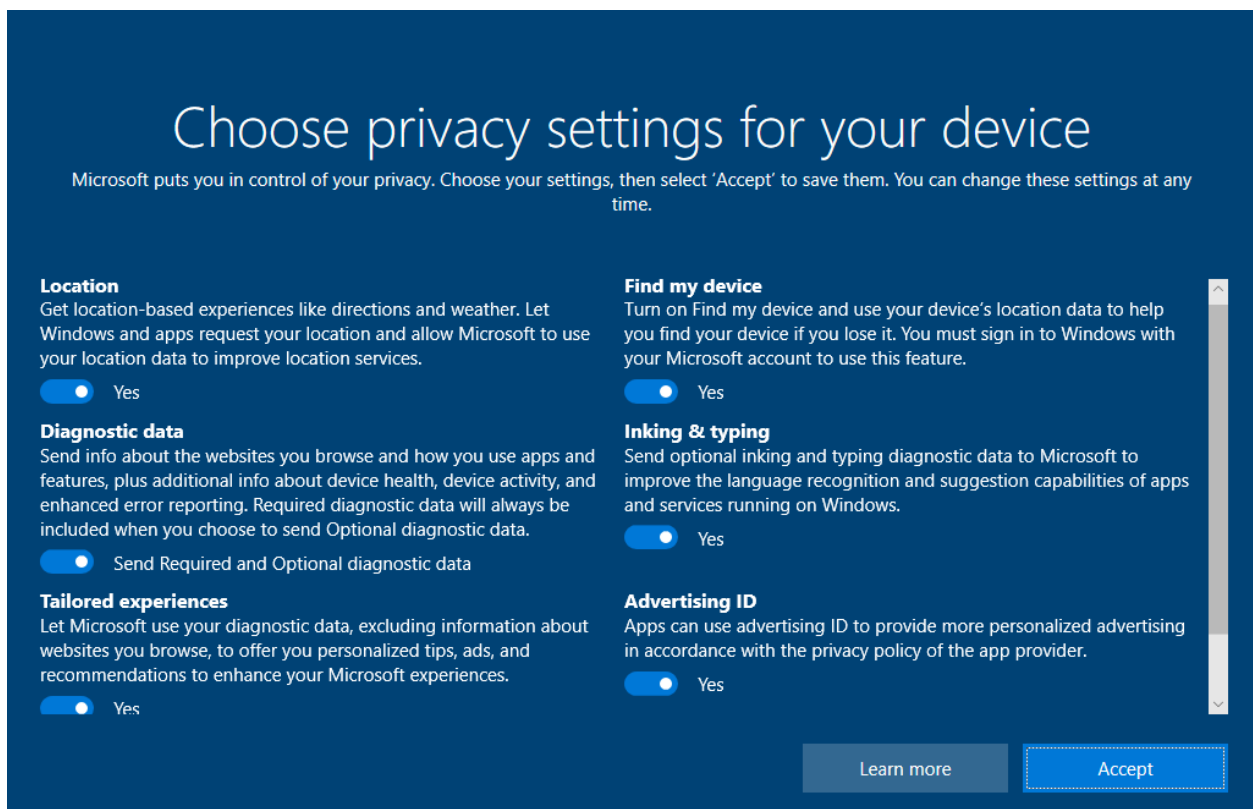 Choose privacy settings for your device
Microsoft puts you in control of your privacy. Choose your settings, then select ‘Accept’ to save them. You can change these settings at any
time.
Location
Get location-based experiences like directions and weather. Let
Windows and apps request your location and allow Microsoft to use
your location data to improve location services.
Yes
Diagnostic data
Send info about the websites you browse and how you use apps and
features, plus additional info about device health, device activity, and
enhanced error reporting. Required diagnostic data will always be
included when you choose to send Optional diagnostic data.
Send Required and Optional diagnostic data
Tailored experiences
Let Microsoft use your diagnostic data, excluding information about
websites you browse, to offer you personalized tips, ads, and
recommendations to enhance your Microsoft experiences.
Yes
Find my device
Turn on Find my device and use your device’s location data to help
you find your device if you lose it. You must sign in to Windows with
your Microsoft account to use this feature.
Yes
Inking & typing
Send optional inking and typing diagnostic data to Microsoft to
improve the language recognition and suggestion capabilities of apps
and services running on Windows.
Yes
Advertising ID
Apps can use advertising ID to provide more personalized advertising
in accordance with the privacy policy of the app provider.
Yes
Learn more
Accept